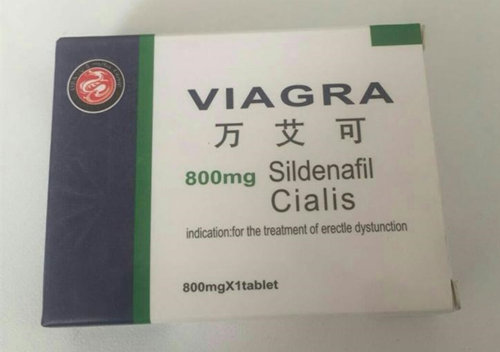 VIAGRA
万艾可
800mg Sildenafil
Cialis
indication:for the treatment of erectle dystunction
800mgX1tablet